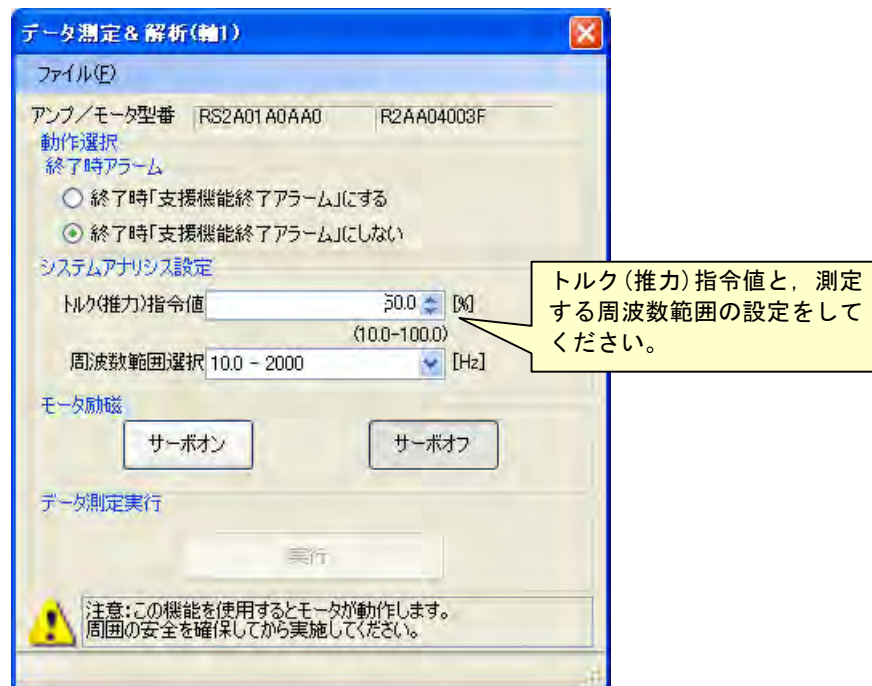 データ測定& 解析(軸1)
ファイル(F)
アンプ/モータ型番 RS2A01A0AA0 R2AA04003F
動作選択
終了時アラーム
終了時「支援機能終了アラーム」にする
終了時「支援機能終了アラーム」にしない
システムアナリシス設定
トルク(推力)指令値 50.0 [%]
(10.0-100.0)
周波数範囲選択 10.0 - 2000 [Hz]
トルク(推力)指令値と，測定
する周波数範囲の設定をして
ください。
モータ励磁
サーボオン サーボオフ
データ測定実行
実行
注意:この機能を使用するとモータが動作します。
周囲の安全を確保してから実施してください。